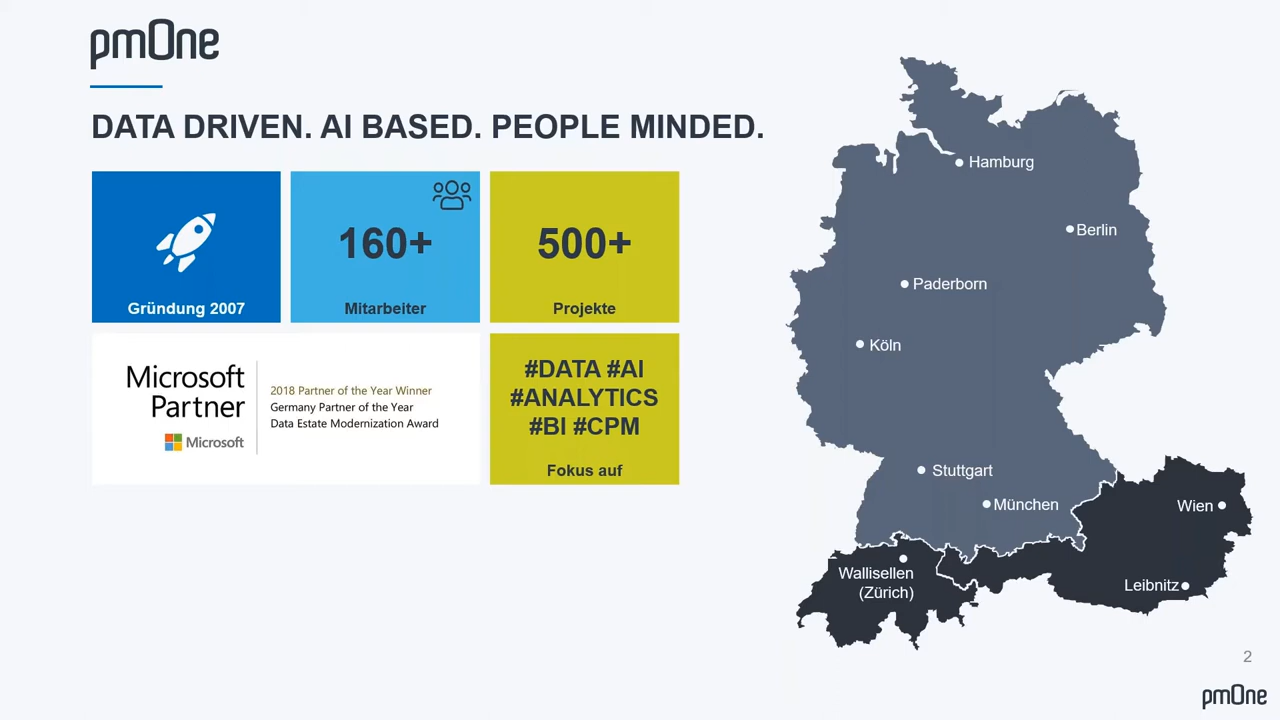 pmOne
DATA DRIVEN. AI BASED. PEOPLE MINDED.
Gründung 2007
160+
Mitarbeiter
500+
Projekte
Microsoft
Partner
Microsoft
2018 Partner of the Year Winner
Germany Partner of the Year
Data Estate Modernization Award
#DATA #AI
#ANALYTICS
#BI #CPM
Fokus auf
Hamburg
Berlin
Paderborn
Köln
Stuttgart
München
Wien
Wallisellen
(Zürich)
Leibnitz
2
pmOne